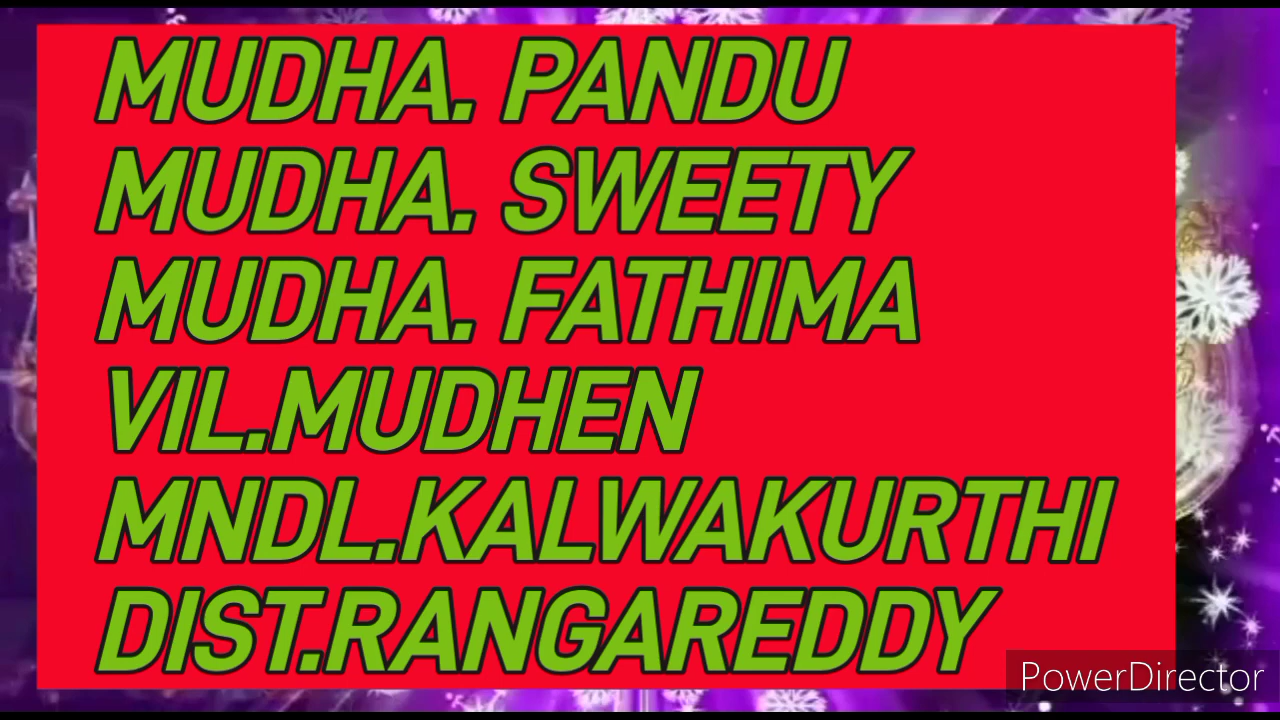 MUDHA. PANDU
MUDHA. SWEETY
MUDHA. FATHIMA
VIL.MUDHEN
MNDL.KALWAKURTHI
DIST.RANGAREDDY
PowerDirector